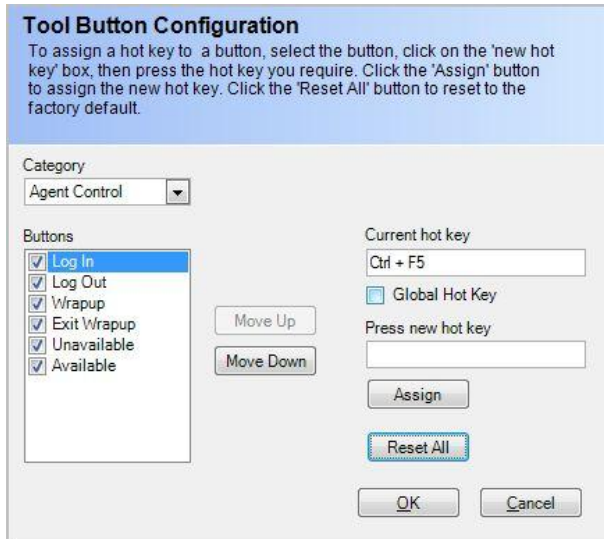 Tool Button Configuration
To assign a hot key to a button, select the button, click on the 'new hot
key' box, then press the hot key you require. Click the 'Assign' button
to assign the new hot key. Click the 'Reset All' button to reset to the
factory default.
Category
Agent Control
Buttons
Log In
Log Out
Wrapup
Exit Wrapup
Unavailable
Available
Move Up
Move Down
Current hot key
Ctrl + F5
Global Hot Key
Press new hot key
Assign
Reset All
OK
Cancel